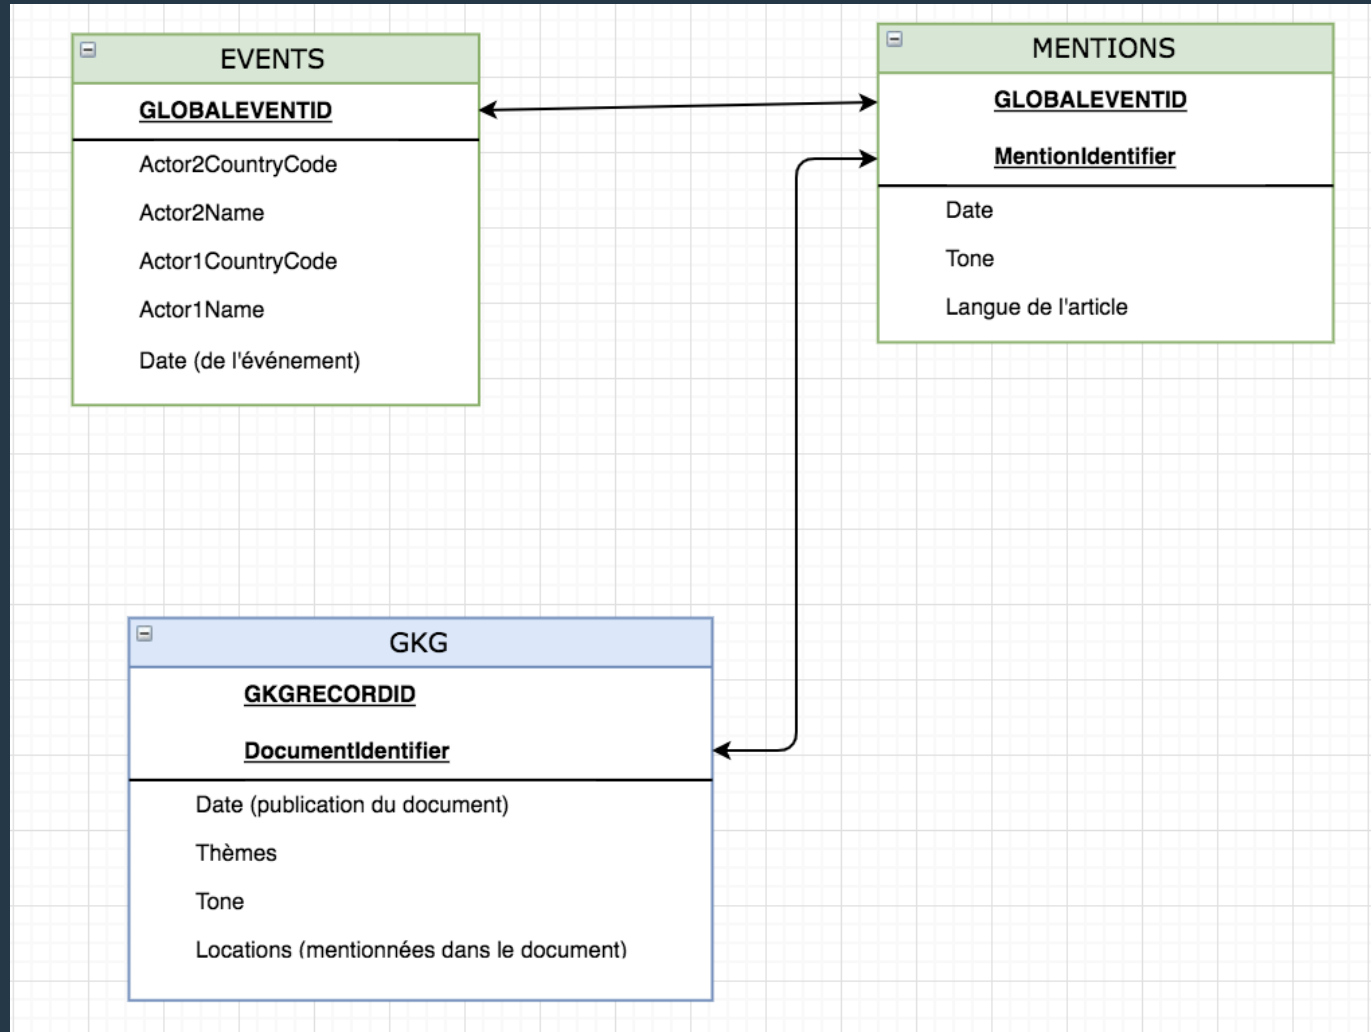 EVENTS
GLOBALEVENTID
Actor2CountryCode
Actor2Name
Actor1CountryCode
Actor1Name
Date (de l'événement)
MENTIONS
GLOBALEVENTID
MentionIdentifier
Date
Tone
Langue de l'article
GKG
GKGRECORDID
DocumentIdentifier
Date (publication du document)
Thèmes
Tone
Locations (mentionnées dans le document)